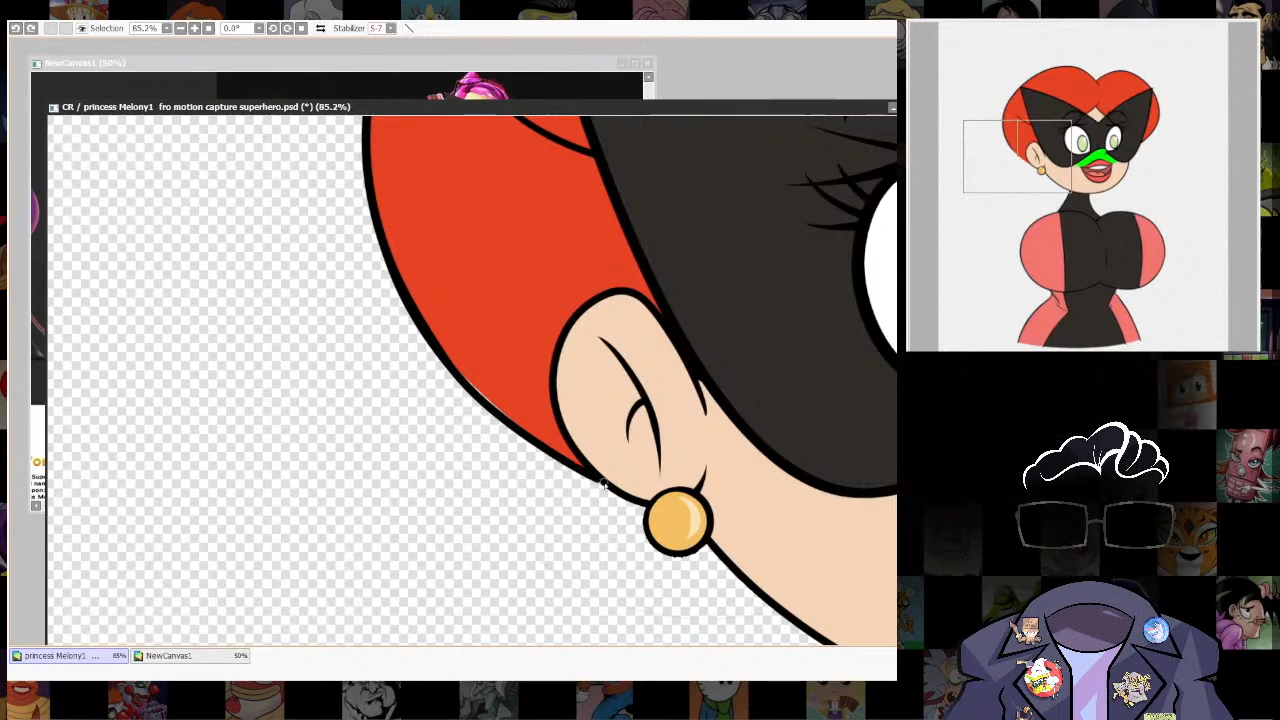 Selection 85.2% 0.0° Stabilizer S-7
NewCanvas1 (50%)
CR / princess Melony1 fro motion capture superhero.psd (*) (85.2%)
Supe
princess Melony1 ... 85% NewCanvas1 50%